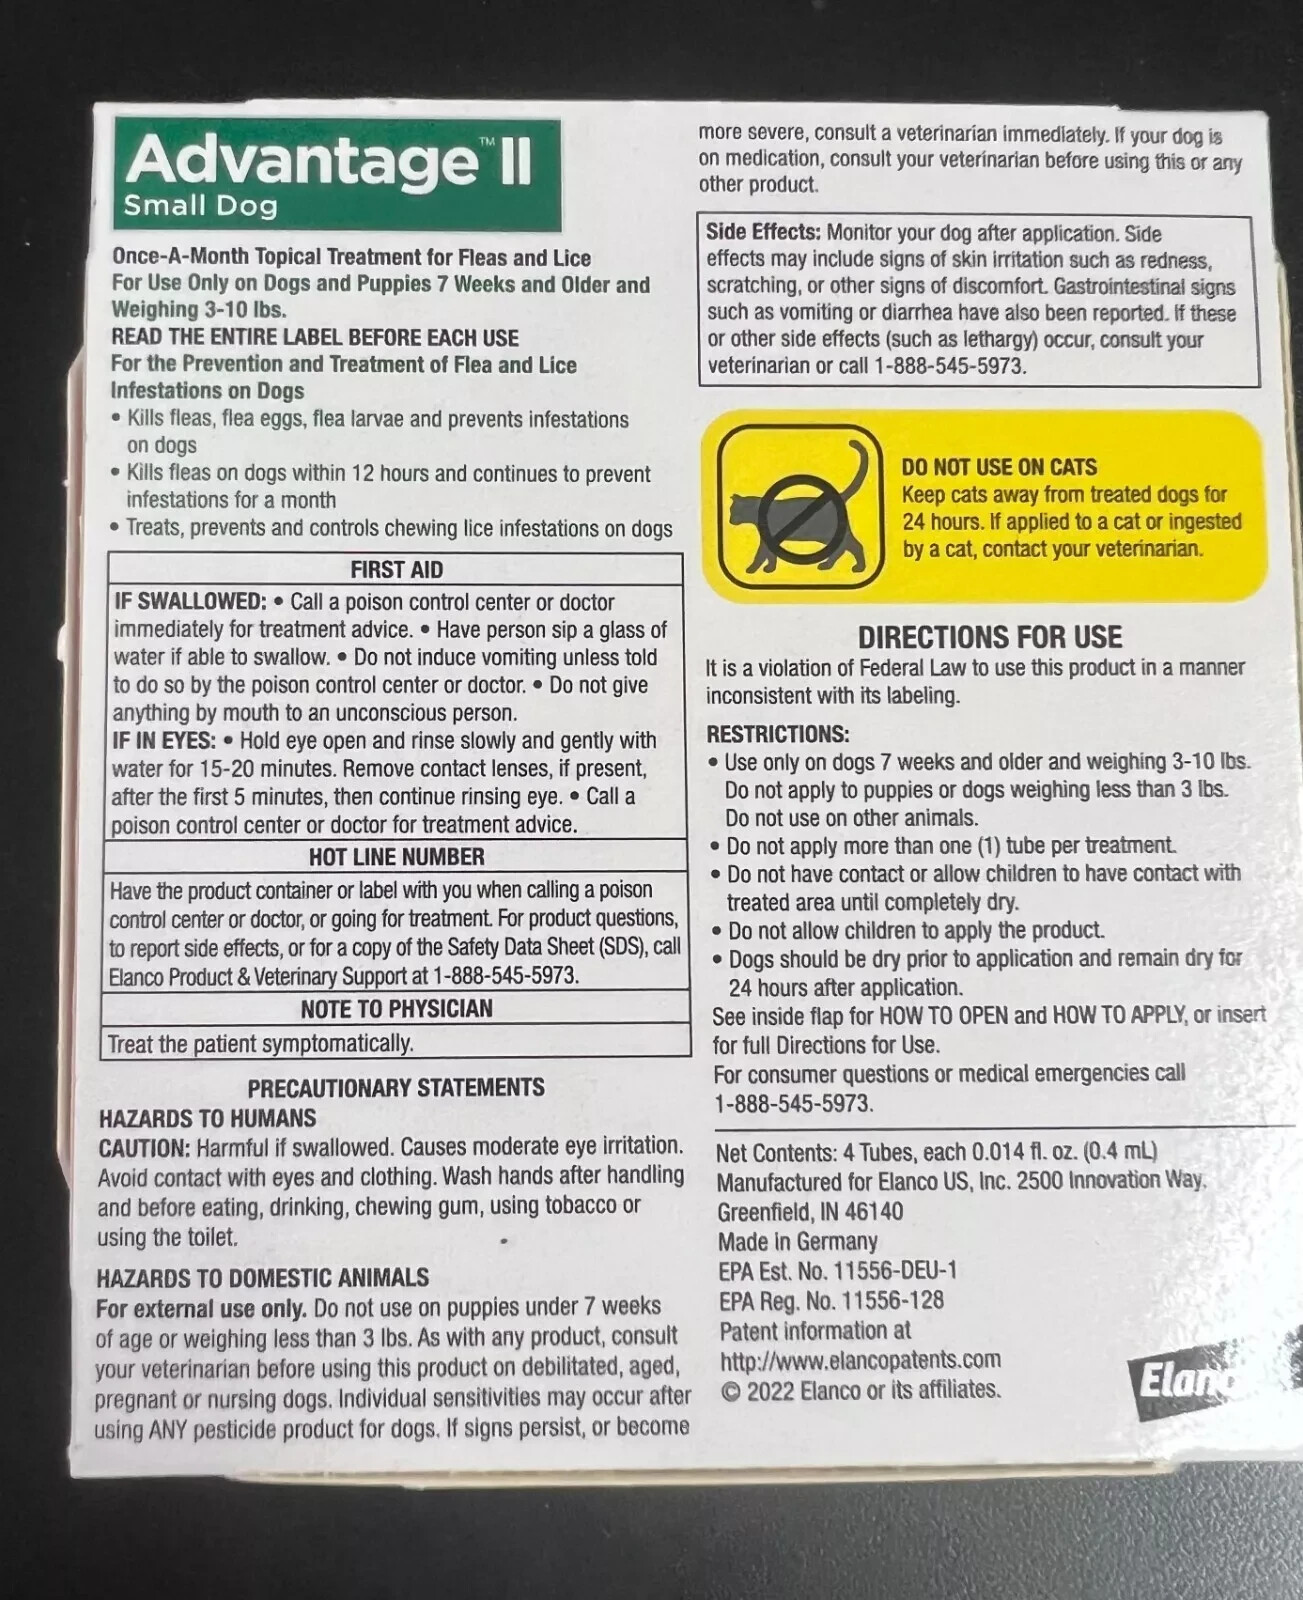 Advantage™ II
Small Dog
Once-A-Month Topical Treatment for Fleas and Lice
For Use Only on Dogs and Puppies 7 Weeks and Older and
Weighing 3-10 lbs.
READ THE ENTIRE LABEL BEFORE EACH USE
For the Prevention and Treatment of Flea and Lice
Infestations on Dogs
• Kills fleas, flea eggs, flea larvae and prevents infestations
on dogs
• Kills fleas on dogs within 12 hours and continues to prevent
infestations for a month
• Treats, prevents and controls chewing lice infestations on dogs
FIRST AID
IF SWALLOWED: • Call a poison control center or doctor
immediately for treatment advice. • Have person sip a glass of
water if able to swallow. • Do not induce vomiting unless told
to do so by the poison control center or doctor. • Do not give
anything by mouth to an unconscious person.
IF IN EYES: • Hold eye open and rinse slowly and gently with
water for 15-20 minutes. Remove contact lenses, if present,
after the first 5 minutes, then continue rinsing eye. • Call a
poison control center or doctor for treatment advice.
HOT LINE NUMBER
Have the product container or label with you when calling a poison
control center or doctor, or going for treatment. For product questions,
to report side effects, or for a copy of the Safety Data Sheet (SDS), call
Elanco Product & Veterinary Support at 1-888-545-5973.
NOTE TO PHYSICIAN
Treat the patient symptomatically.
PRECAUTIONARY STATEMENTS
HAZARDS TO HUMANS
CAUTION: Harmful if swallowed. Causes moderate eye irritation.
Avoid contact with eyes and clothing. Wash hands after handling
and before eating, drinking, chewing gum, using tobacco or
using the toilet.
HAZARDS TO DOMESTIC ANIMALS
For external use only. Do not use on puppies under 7 weeks
of age or weighing less than 3 lbs. As with any product, consult
your veterinarian before using this product on debilitated, aged,
pregnant or nursing dogs. Individual sensitivities may occur after
using ANY pesticide product for dogs. If signs persist, or become
more severe, consult a veterinarian immediately. If your dog is
on medication, consult your veterinarian before using this or any
other product.
Side Effects: Monitor your dog after application. Side
effects may include signs of skin irritation such as redness,
scratching, or other signs of discomfort. Gastrointestinal signs
such as vomiting or diarrhea have also been reported. If these
or other side effects (such as lethargy) occur, consult your
veterinarian or call 1-888-545-5973.
DO NOT USE ON CATS
Keep cats away from treated dogs for
24 hours. If applied to a cat or ingested
by a cat, contact your veterinarian.
DIRECTIONS FOR USE
It is a violation of Federal Law to use this product in a manner
inconsistent with its labeling.
RESTRICTIONS:
• Use only on dogs 7 weeks and older and weighing 3-10 lbs.
Do not apply to puppies or dogs weighing less than 3 lbs.
Do not use on other animals.
• Do not apply more than one (1) tube per treatment.
• Do not have contact or allow children to have contact with
treated area until completely dry.
• Do not allow children to apply the product.
• Dogs should be dry prior to application and remain dry for
24 hours after application.
See inside flap for HOW TO OPEN and HOW TO APPLY, or insert
for full Directions for Use.
For consumer questions or medical emergencies call
1-888-545-5973.
Net Contents: 4 Tubes, each 0.014 fl. oz. (0.4 mL)
Manufactured for Elanco US, Inc. 2500 Innovation Way,
Greenfield, IN 46140
Made in Germany
EPA Est. No. 11556-DEU-1
EPA Reg. No. 11556-128
Patent information at
http://www.elancopatents.com
© 2022 Elanco or its affiliates.
Elanco